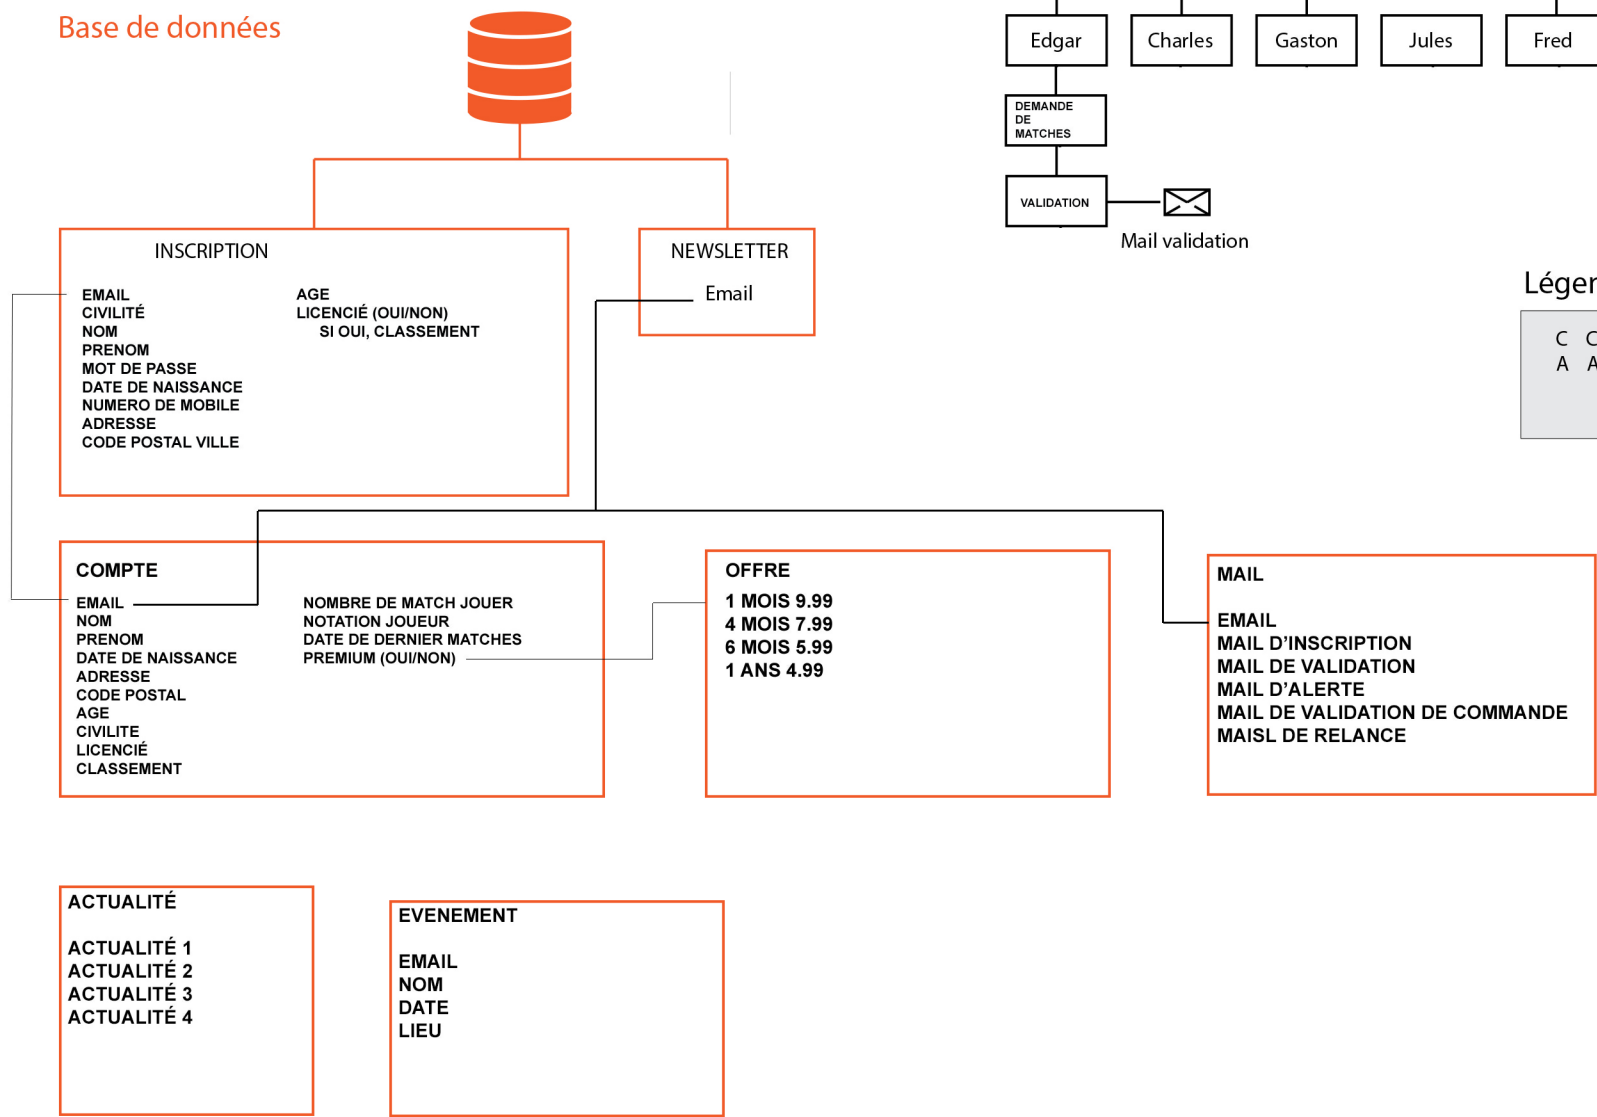 Base de données
Edgar
Charles
Gaston
Jules
Fred
DEMANDE
DE
MATCHES
VALIDATION
Mail validation
INSCRIPTION
EMAIL
CIVILITÉ
NOM
PRENOM
MOT DE PASSE
DATE DE NAISSANCE
NUMERO DE MOBILE
ADRESSE
CODE POSTAL VILLE
AGE
LICENCIÉ (OUI/NON)
SI OUI, CLASSEMENT
NEWSLETTER
Email
C
A
COMPTE
EMAIL
NOM
PRENOM
DATE DE NAISSANCE
ADRESSE
CODE POSTAL
AGE
CIVILITE
LICENCIÉ
CLASSEMENT
NOMBRE DE MATCH JOUER
NOTATION JOUEUR
DATE DE DERNIER MATCHES
PREMIUM (OUI/NON)
OFFRE
1 MOIS 9.99
4 MOIS 7.99
6 MOIS 5.99
1 ANS 4.99
MAIL
EMAIL
MAIL D'INSCRIPTION
MAIL DE VALIDATION
MAIL D'ALERTE
MAIL DE VALIDATION DE COMMANDE
MAISL DE RELANCE
ACTUALITÉ
ACTUALITÉ 1
ACTUALITÉ 2
ACTUALITÉ 3
ACTUALITÉ 4
EVENEMENT
EMAIL
NOM
DATE
LIEU